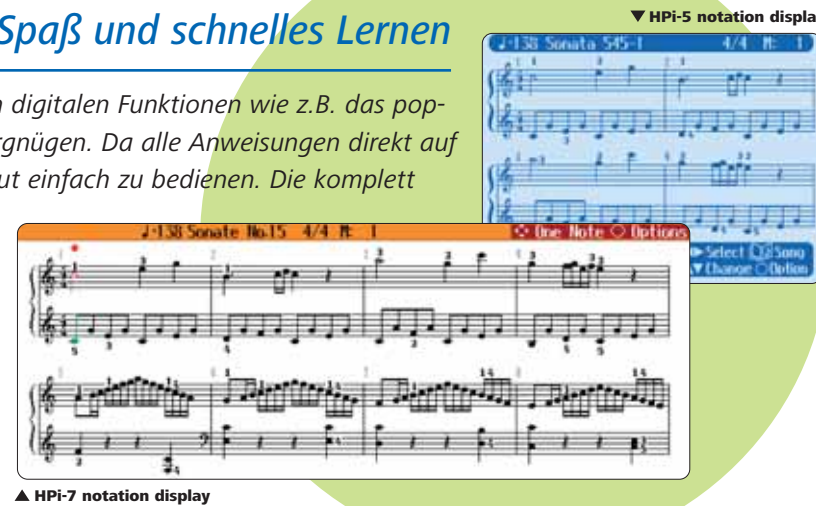 Spaß und schnelles Lernen
n digitalen Funktionen wie z.B. das pop-
rgnügen. Da alle Anweisungen direkt auf
ut einfach zu bedienen. Die komplett
▼ HPi-5 notation displa
♩=138 Sonata 545-1 4/4 M: 1
Select Song
Change Option
♩=138 Sonate No.15 4/4 M: 1 One Note Options
▲ HPi-7 notation display